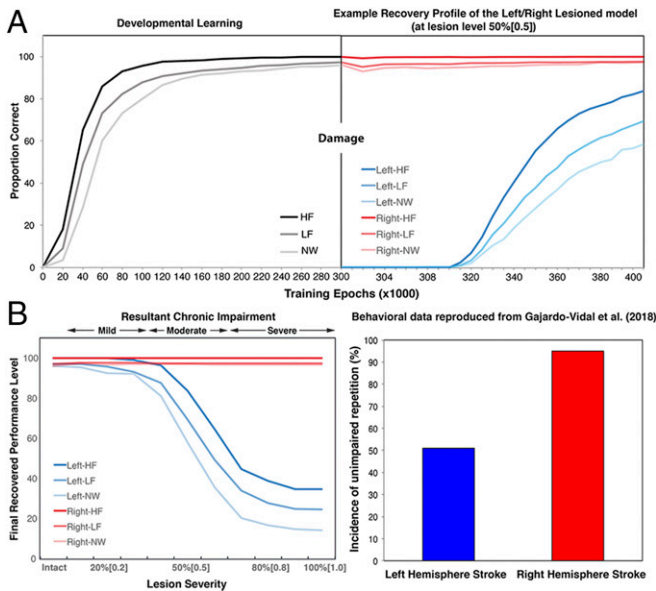 A
Developmental Learning
Example Recovery Profile of the Left/Right Lesioned model
(at lesion level 50%[0.5])
Proportion Correct
100
80
60
40
20
0
Damage
HF
LF
NW
Left-HF
Left-LF
Left-NW
Right-HF
Right-LF
Right-NW
0 20 40 60 80 100 120 140 160 180 200 220 240 260 280 300 304 308 320 340 360 380 400
Training Epochs (x1000)
B
Resultant Chronic Impairment
Mild Moderate Severe
Final Recovered Performance Level
100
80
60
40
20
0
Left-HF
Left-LF
Left-NW
Right-HF
Right-LF
Right-NW
Intact 20%[0.2] 50%[0.5] 80%[0.8] 100%[1.0]
Lesion Severity
Behavioral data reproduced from Gajardo-Vidal et al. (2018)
Incidence of unimpaired repetition (%)
100
90
80
70
60
50
40
30
20
10
0
Left Hemisphere Stroke Right Hemisphere Stroke